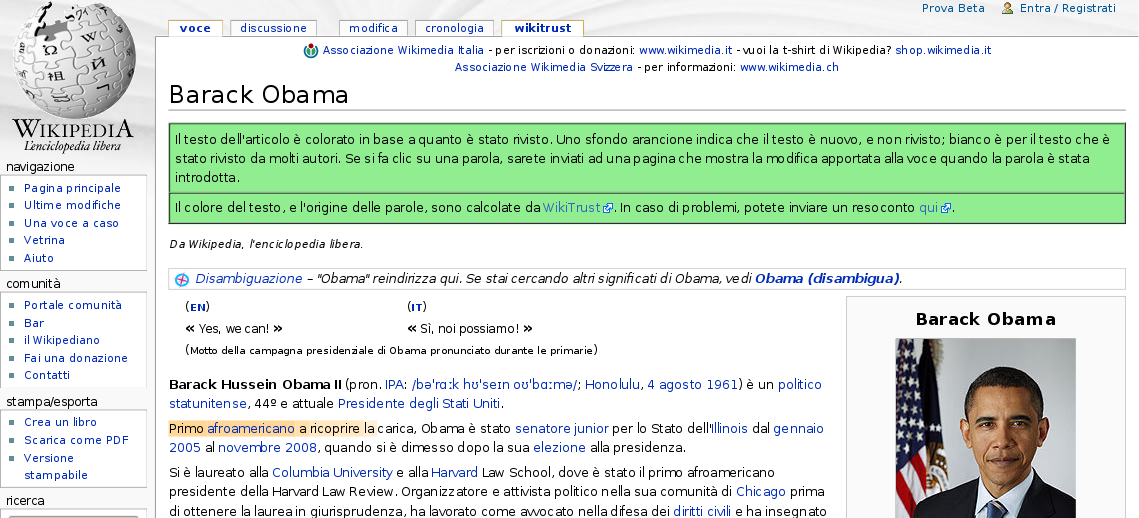 Prova Beta Entra / Registrati
voce discussione modifica cronologia wikitrust
Associazione Wikimedia Italia - per iscrizioni o donazioni: www.wikimedia.it - vuoi la t-shirt di Wikipedia? shop.wikimedia.it
Associazione Wikimedia Svizzera - per informazioni: www.wikimedia.ch
WIKIPEDIA
L'enciclopedia libera
navigazione
Pagina principale
Ultime modifiche
Una voce a caso
Vetrina
Aiuto
comunità
Portale comunità
Bar
il Wikipediano
Fai una donazione
Contatti
stampa/esporta
Crea un libro
Scarica come PDF
Versione
stampabile
ricerca
Barack Obama
Il testo dell'articolo è colorato in base a quanto è stato rivisto. Uno sfondo arancione indica che il testo è nuovo, e non rivisto; bianco è per il testo che è
stato rivisto da molti autori. Se si fa clic su una parola, sarete inviati ad una pagina che mostra la modifica apportata alla voce quando la parola è stata
introdotta.
Il colore del testo, e l'origine delle parole, sono calcolate da WikiTrust. In caso di problemi, potete inviare un resoconto qui.
Da Wikipedia, l'enciclopedia libera.
Disambiguazione – "Obama" reindirizza qui. Se stai cercando altri significati di Obama, vedi Obama (disambigua).
(EN) (IT)
« Yes, we can! » « Sì, noi possiamo! »
(Motto della campagna presidenziale di Obama pronunciato durante le primarie)
Barack Hussein Obama II (pron. IPA: /bəˈrɑːk hʊˈseɪn oʊˈbɑːmə/; Honolulu, 4 agosto 1961) è un politico
statunitense, 44º e attuale Presidente degli Stati Uniti.
Primo afroamericano a ricoprire la carica, Obama è stato senatore junior per lo Stato dell'Illinois dal gennaio
2005 al novembre 2008, quando si è dimesso dopo la sua elezione alla presidenza.
Si è laureato alla Columbia University e alla Harvard Law School, dove è stato il primo afroamericano
presidente della Harvard Law Review. Organizzatore e attivista politico nella sua comunità di Chicago prima
di ottenere la laurea in giurisprudenza, ha lavorato come avvocato nella difesa dei diritti civili e ha insegnato
Barack Obama